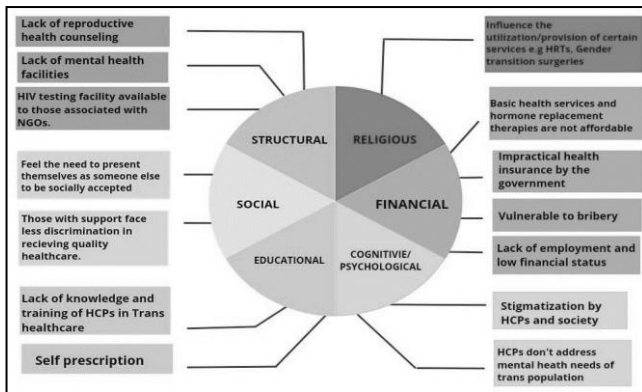 Lack of reproductive
health counseling
Lack of mental health
facilities
HIV testing facility available
to those associated with
NGOs.
Feel the need to present
themselves as someone else
to be socially accepted
Those with support face
less discrimination in
recieving quality
healthcare.
Lack of knowledge and
training of HCPs in Trans
healthcare
Self prescription
STRUCTURAL
RELIGIOUS
SOCIAL
FINANCIAL
EDUCATIONAL
COGNITIVIE/
PSYCHOLOGICAL
Influence the
utilization/provision of certain
services e.g HRTs, Gender
transition surgeries
Basic health services and
hormone replacement
therapies are not affordable
Impractical health
insurance by the
government
Vulnerable to bribery
Lack of employment and
low financial status
Stigmatization by
HCPs and society
HCPs don't address
mental heath needs of
trans population